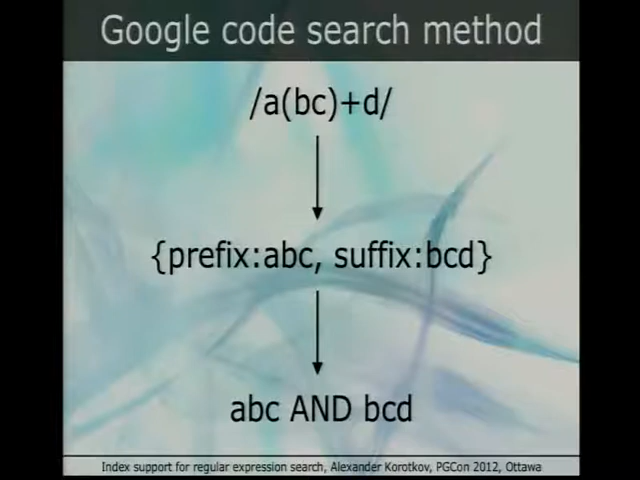 Google code search method
/a(bc)+d/
{prefix:abc, suffix:bcd}
abc AND bcd
Index support for regular expression search, Alexander Korotkov, PGCon 2012, Ottawa